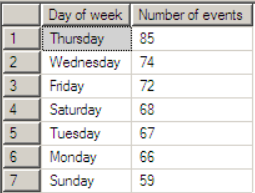 Day of week Number of events
1 Thursday 85
2 Wednesday 74
3 Friday 72
4 Saturday 68
5 Tuesday 67
6 Monday 66
7 Sunday 59